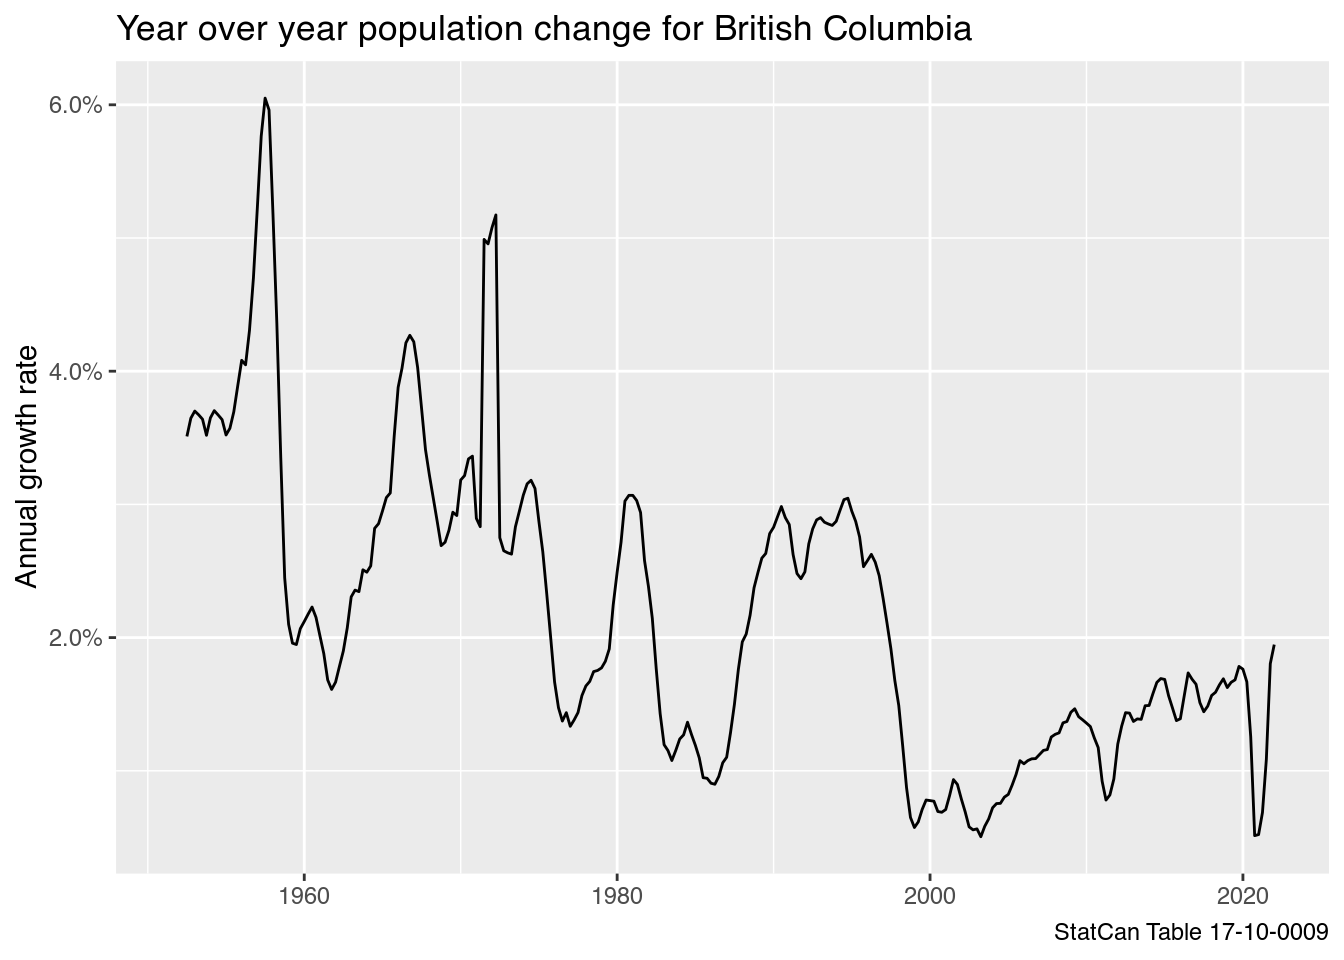 Year over year population change for British Columbia
Annual growth rate
6.0%
4.0%
2.0%
1960
1980
2000
2020
StatCan Table 17-10-0009